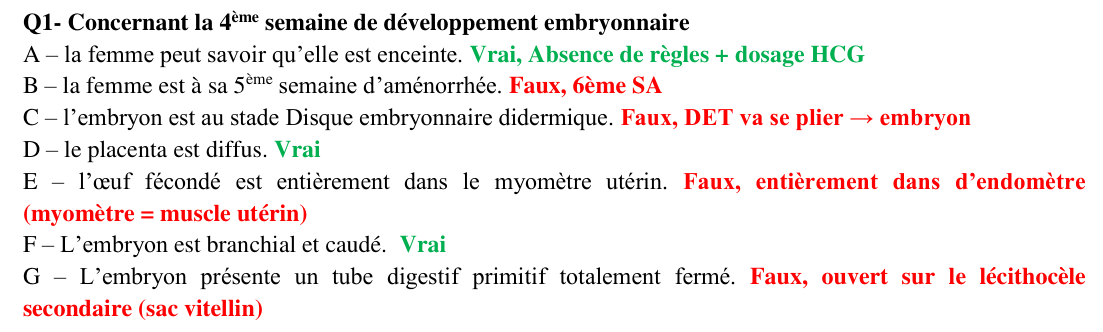 Q1- Concernant la 4ème semaine de développement embryonnaire
A – la femme peut savoir qu’elle est enceinte. Vrai, Absence de règles + dosage HCG
B – la femme est à sa 5ème semaine d’aménorrhée. Faux, 6ème SA
C – l’embryon est au stade Disque embryonnaire didermique. Faux, DET va se plier → embryon
D – le placenta est diffus. Vrai
E – l’œuf fécondé est entièrement dans le myomètre utérin. Faux, entièrement dans d’endomètre
(myomètre = muscle utérin)
F – L’embryon est branchial et caudé. Vrai
G – L’embryon présente un tube digestif primitif totalement fermé. Faux, ouvert sur le lécithocèle
secondaire (sac vitellin)